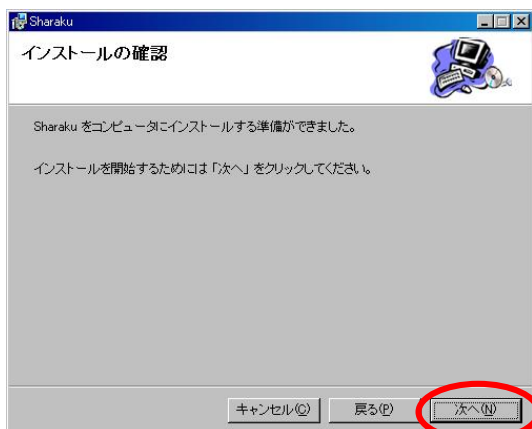 Sharaku
インストールの確認
Sharaku をコンピュータにインストールする準備ができました。
インストールを開始するためには「次へ」をクリックしてください。
キャンセル(C) 戻る(P) 次へ(N)